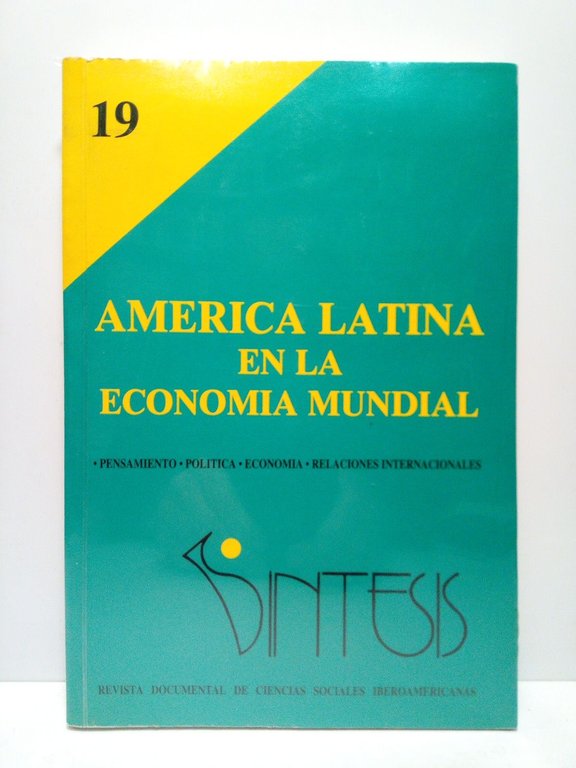 19
AMERICA LATINA
EN LA
ECONOMIA MUNDIAL
• PENSAMIENTO • POLITICA • ECONOMIA • RELACIONES INTERNACIONALES
SINTESIS
REVISTA DOCUMENTAL DE CIENCIAS SOCIALES IBEROAMERICANAS